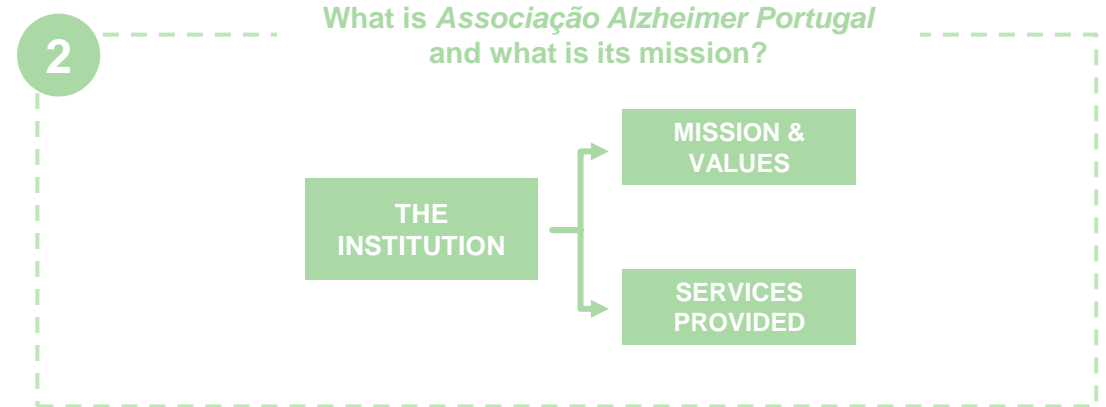 What is Associação Alzheimer Portugal
and what is its mission?
2
THE
INSTITUTION
MISSION &
VALUES
SERVICES
PROVIDED